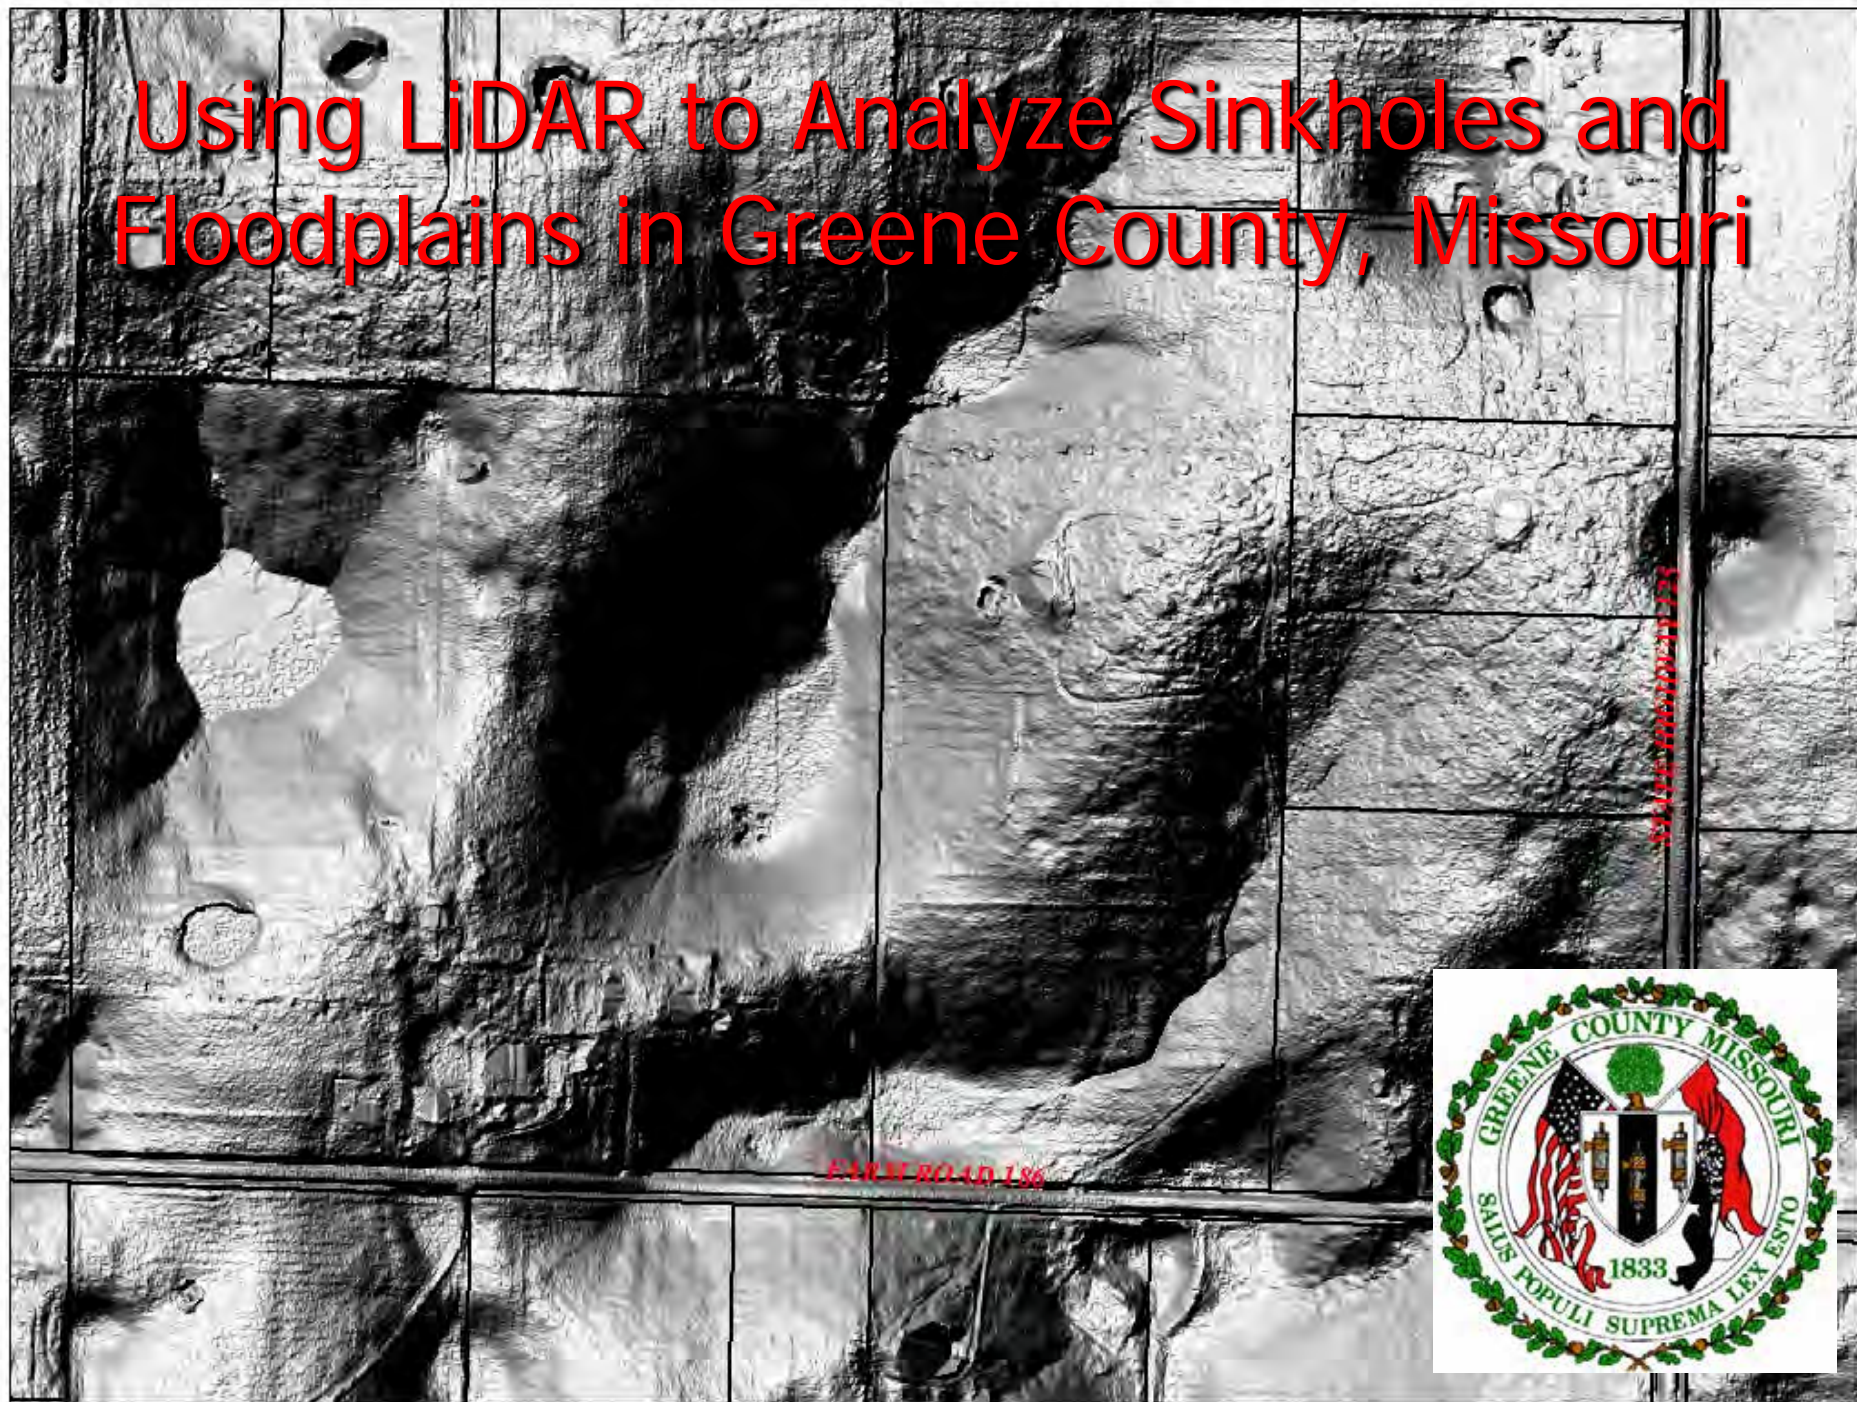 Using LiDAR to Analyze Sinkholes and
Floodplains in Greene County, Missouri
STATE HIGHWAY 125
FARM ROAD 186
GREENE COUNTY MISSOURI
1833
SALUS POPULI SUPREMA LEX ESTO